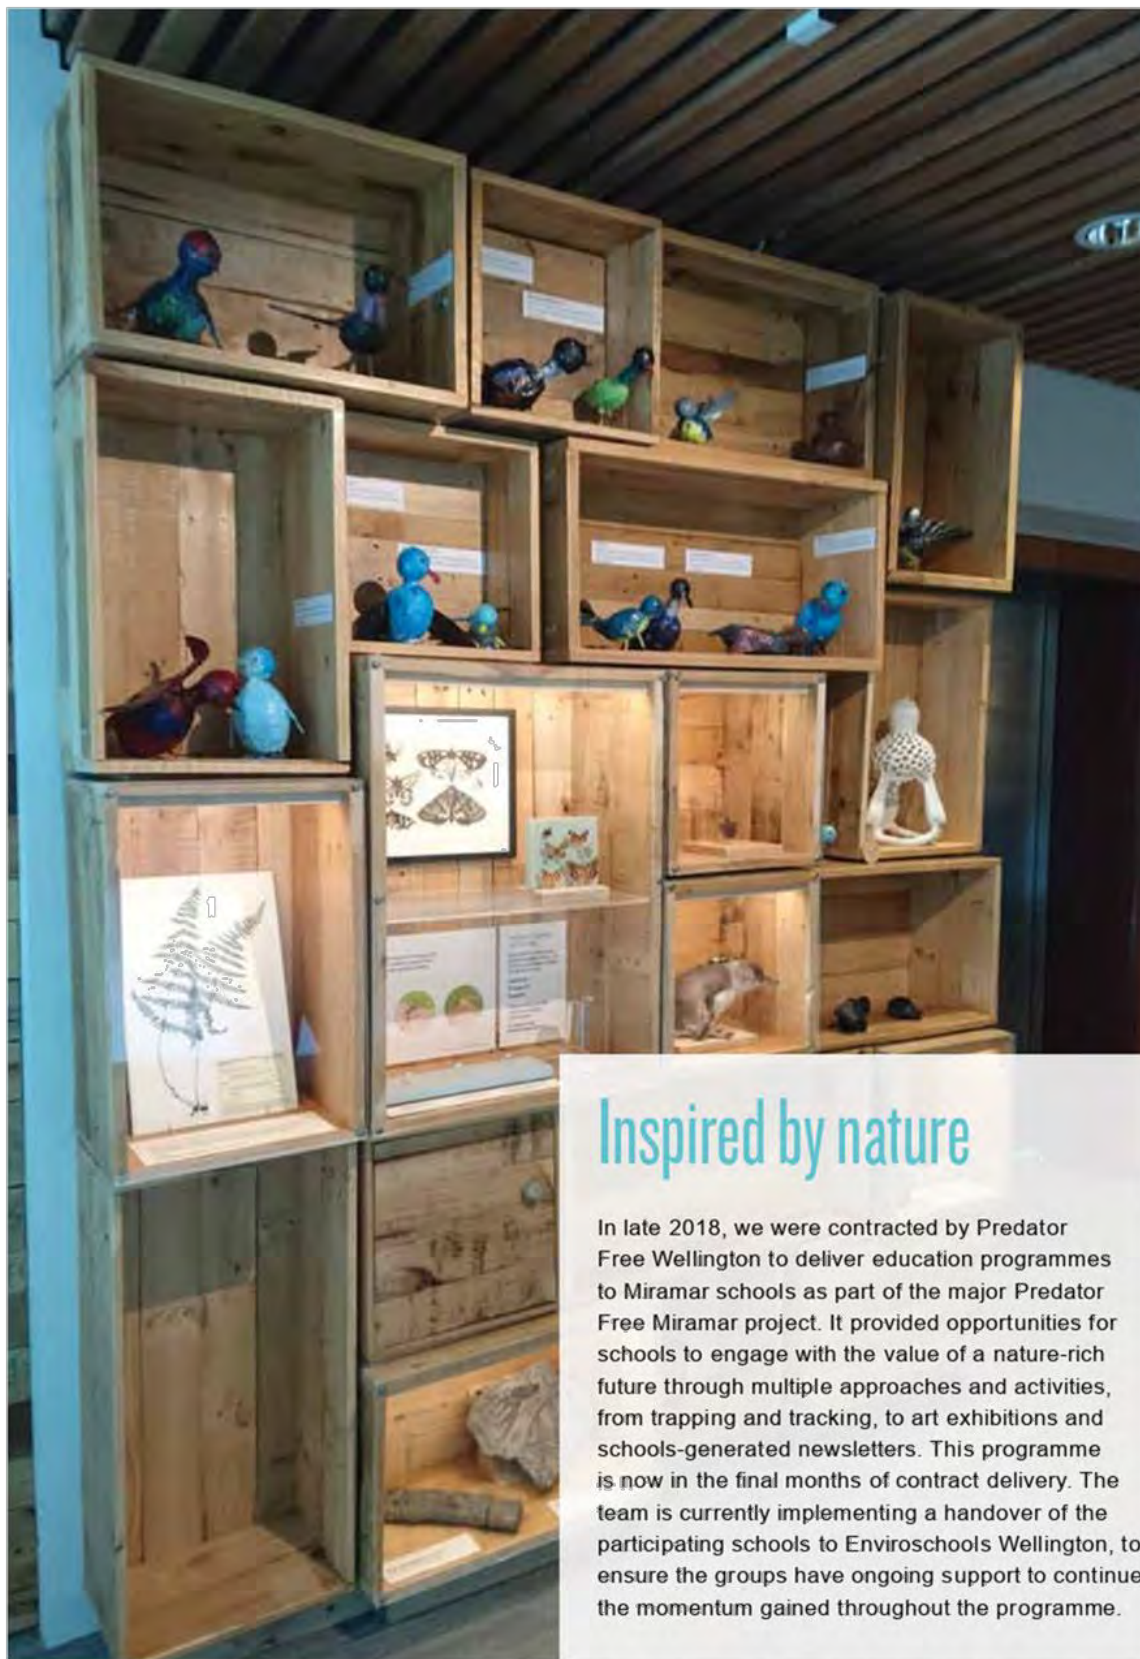 Inspired by nature
In late 2018, we were contracted by Predator
Free Wellington to deliver education programmes
to Miramar schools as part of the major Predator
Free Miramar project. It provided opportunities for
schools to engage with the value of a nature-rich
future through multiple approaches and activities,
from trapping and tracking, to art exhibitions and
schools-generated newsletters. This programme
is now in the final months of contract delivery. The
team is currently implementing a handover of the
participating schools to Enviroschools Wellington, to
ensure the groups have ongoing support to continue
the momentum gained throughout the programme.